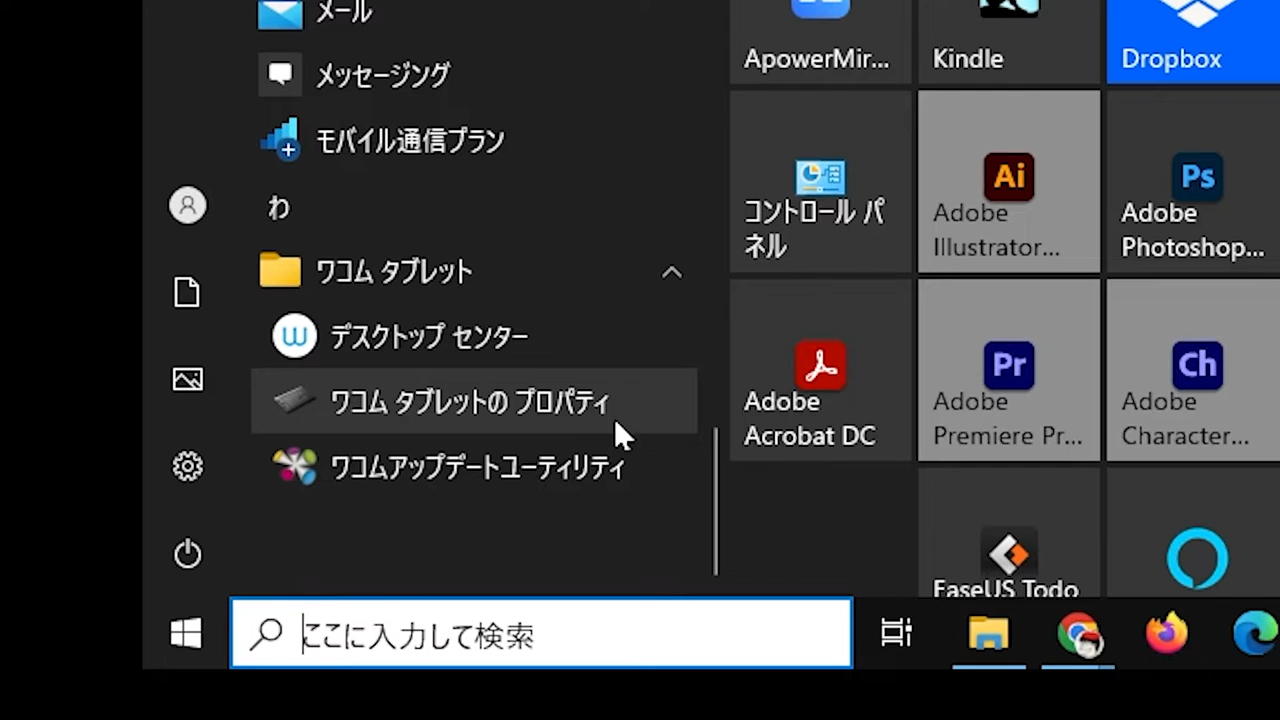 メール
メッセージング
モバイル通信プラン
わ
ワコム タブレット
デスクトップ センター
ワコム タブレットの プロパティ
ワコムアップデートユーティリティ
ApowerMir...
Kindle
Dropbox
コントロール パ
ネル
Ai
Adobe
Illustrator...
Ps
Adobe
Photoshop...
Adobe
Acrobat DC
Pr
Adobe
Premiere Pr...
Ch
Adobe
Character...
EaseUS Todo
ここに入力して検索